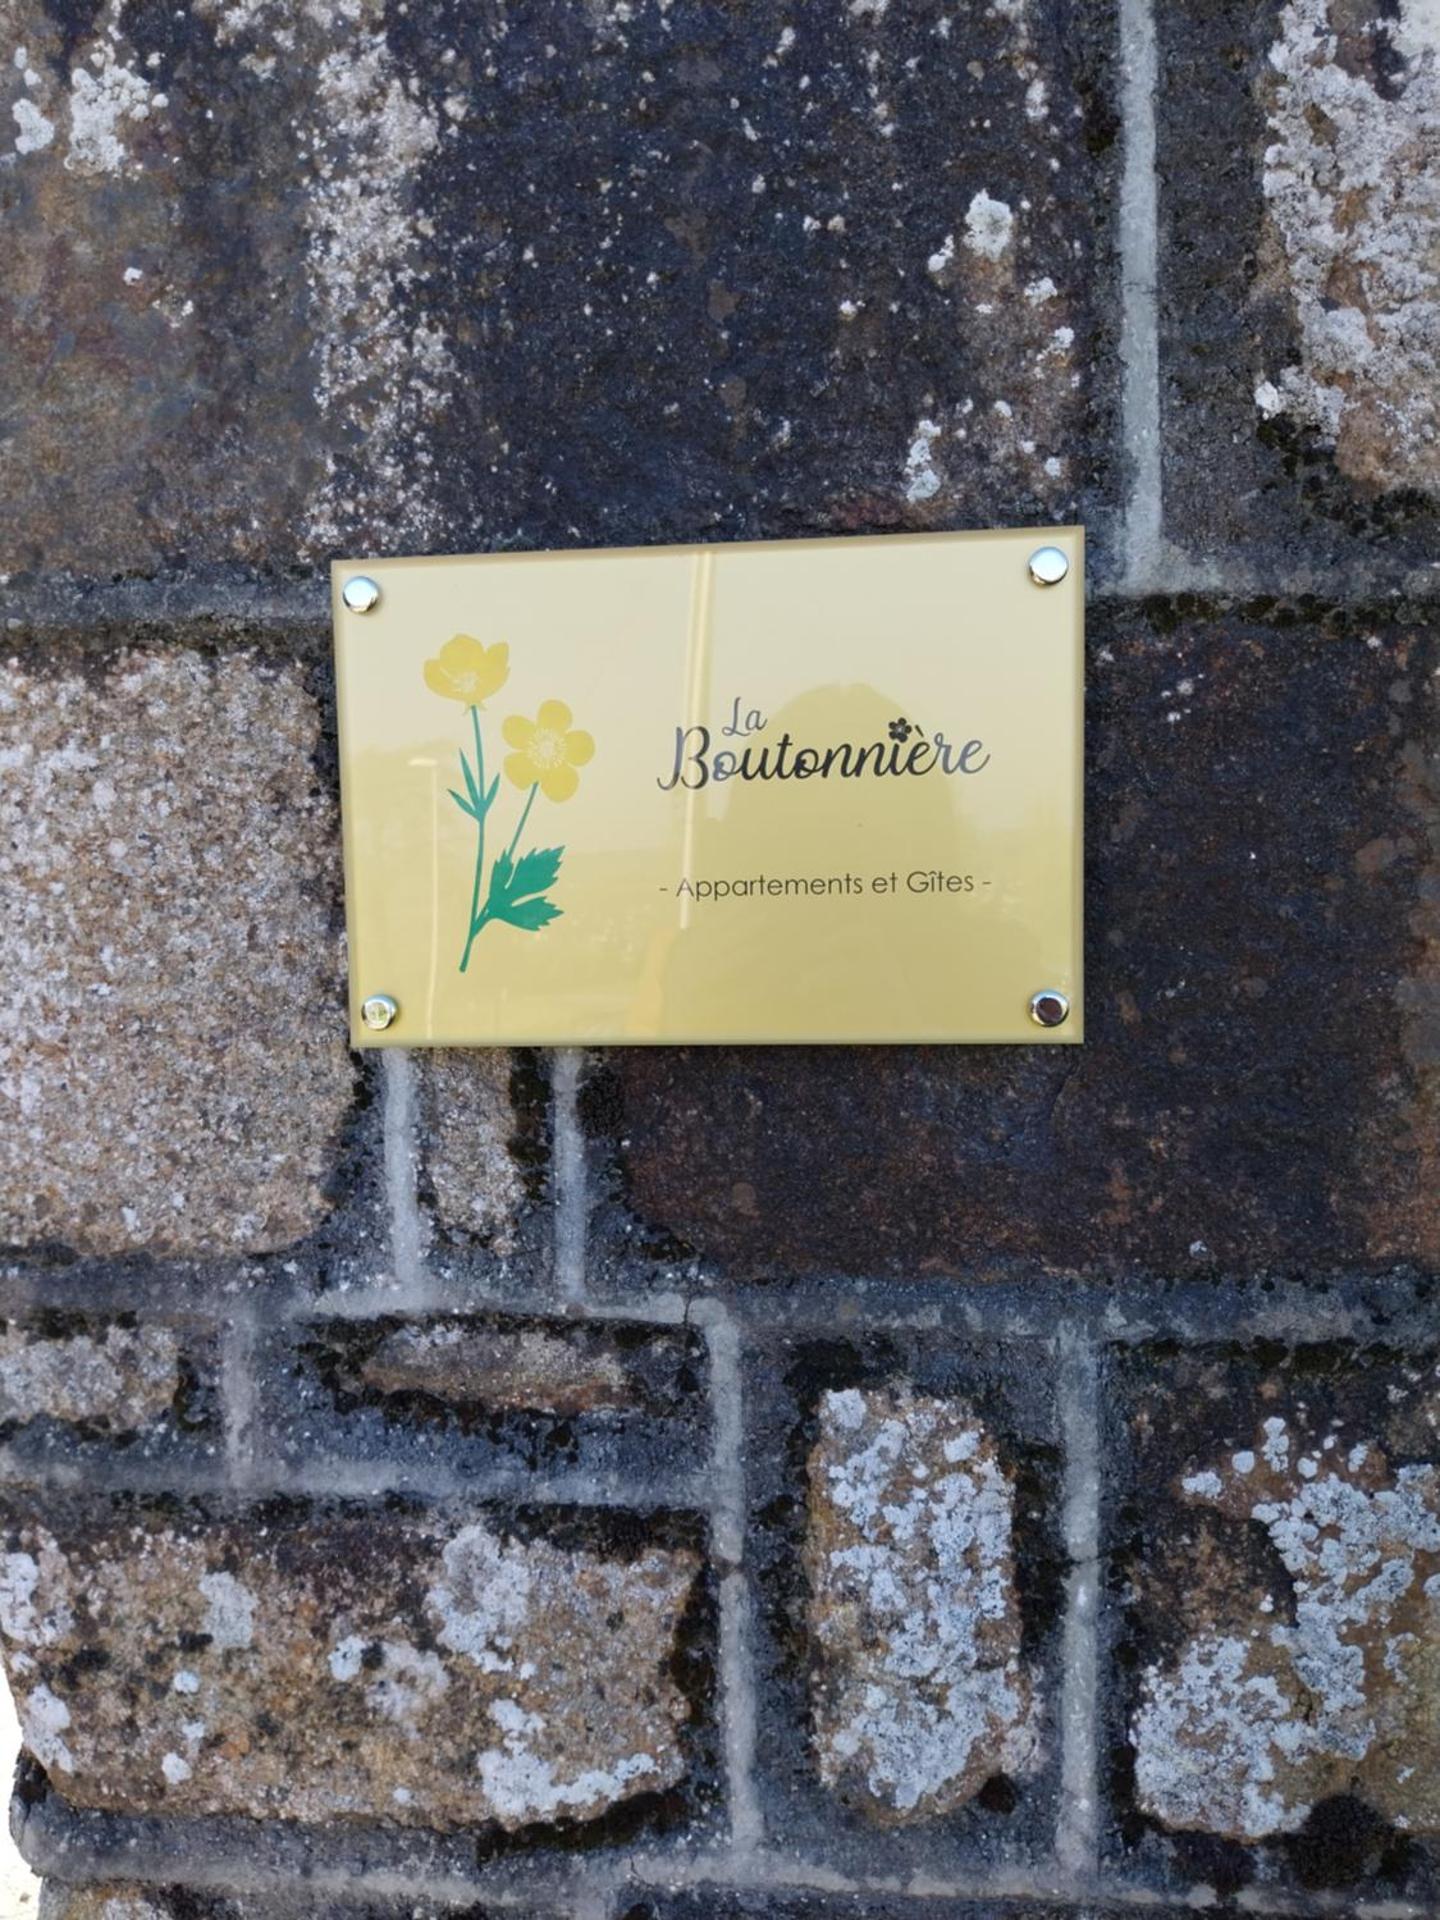 La
Boutonnière
- Appartements et Gîtes -